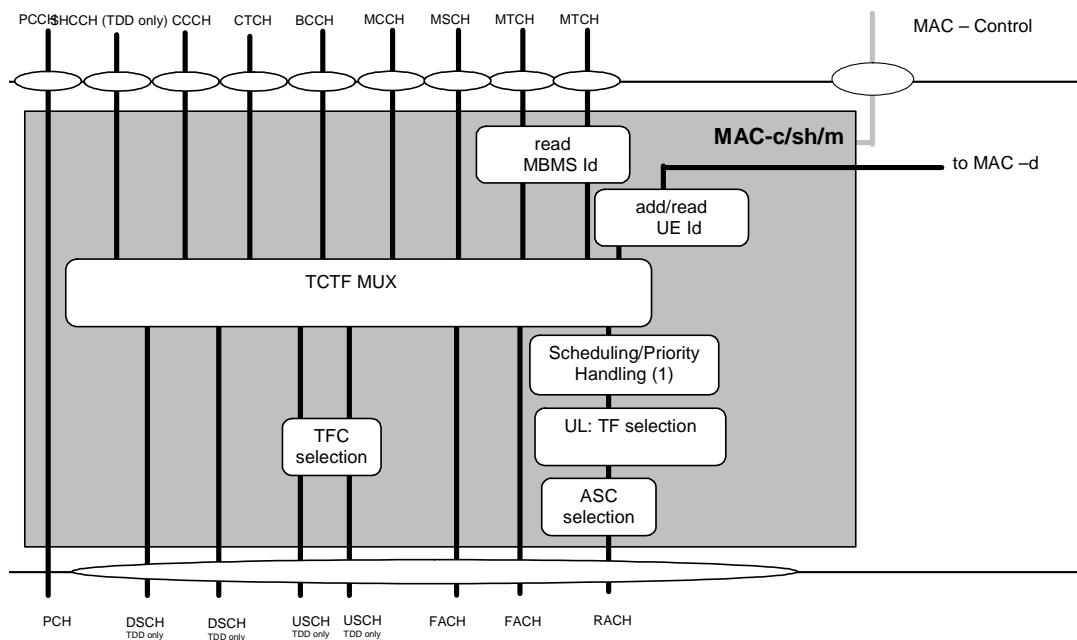 PCCH SHCCH (TDD only) CCCH CTCH BCCH MCCH MSCH MTCH MTCH
MAC – Control
MAC-c/sh/m
read
MBMS Id
to MAC –d
add/read
UE Id
TCTF MUX
Scheduling/Priority
Handling (1)
UL: TF selection
TFC
selection
ASC
selection
PCH DSCH DSCH USCH USCH FACH FACH RACH
TDD only TDD only TDD only TDD only